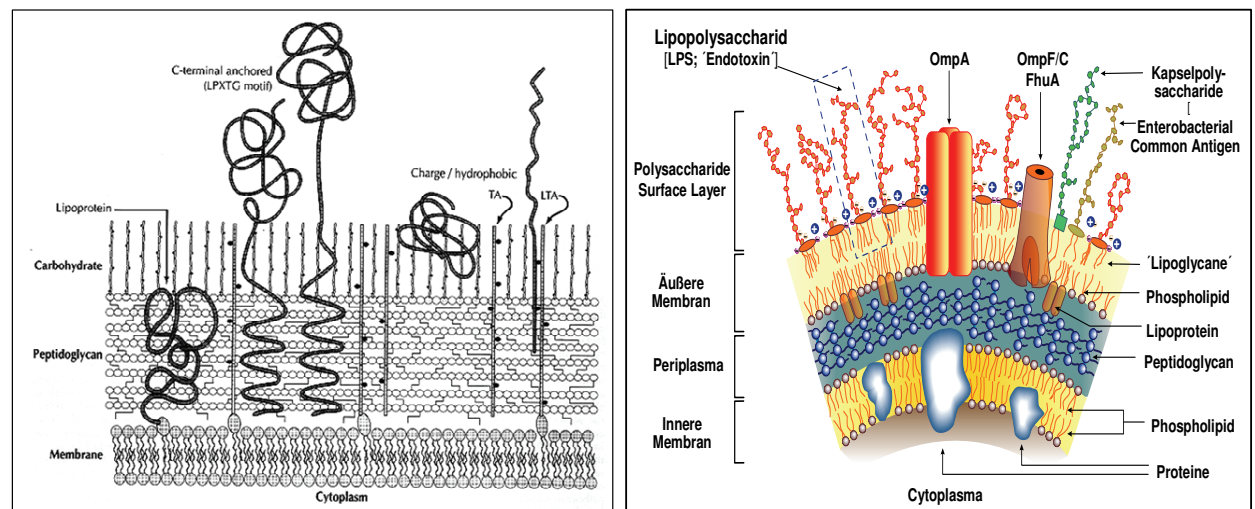 C-terminal anchored
(LPXTG motif)
Charge / hydrophobic
TA
LTA
Lipoprotein
Carbohydrate
Peptidoglycan
Membrane
Cytoplasm
Lipopolysaccharid
[LPS; ´Endotoxin´]
OmpA
OmpF/C
FhuA
Kapselpoly-
saccharide
[
Enterobacterial
Common Antigen
Polysaccharide
Surface Layer
Äußere
Membran
Periplasma
Innere
Membran
´Lipoglycane´
Phospholipid
Lipoprotein
Peptidoglycan
Phospholipid
Proteine
Cytoplasma